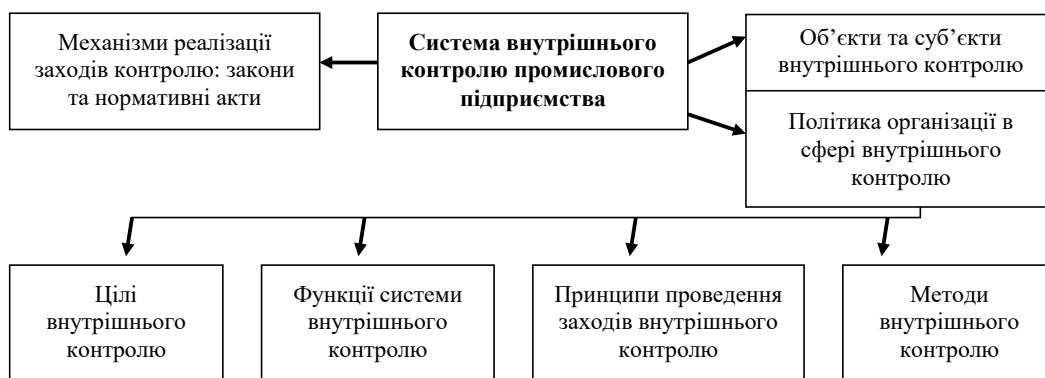 Механізми реалізації
заходів контролю: закони
та нормативні акти
Система внутрішнього
контролю промислового
підприємства
Об’єкти та суб’єкти
внутрішнього контролю
Політика організації в
сфері внутрішнього
контролю
Цілі
внутрішнього
контролю
Функції системи
внутрішнього
контролю
Принципи проведення
заходів внутрішнього
контролю
Методи
внутрішнього
контролю